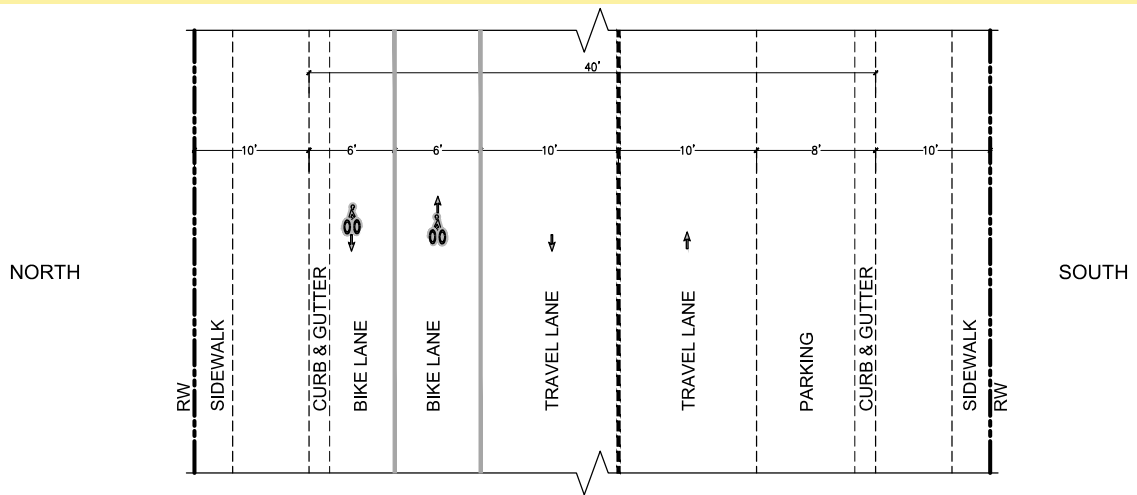 40'
10'
6'
6'
10'
10'
8'
10'
NORTH
SOUTH
RW
SIDEWALK
CURB & GUTTER
BIKE LANE
BIKE LANE
TRAVEL LANE
TRAVEL LANE
PARKING
CURB & GUTTER
SIDEWALK
RW